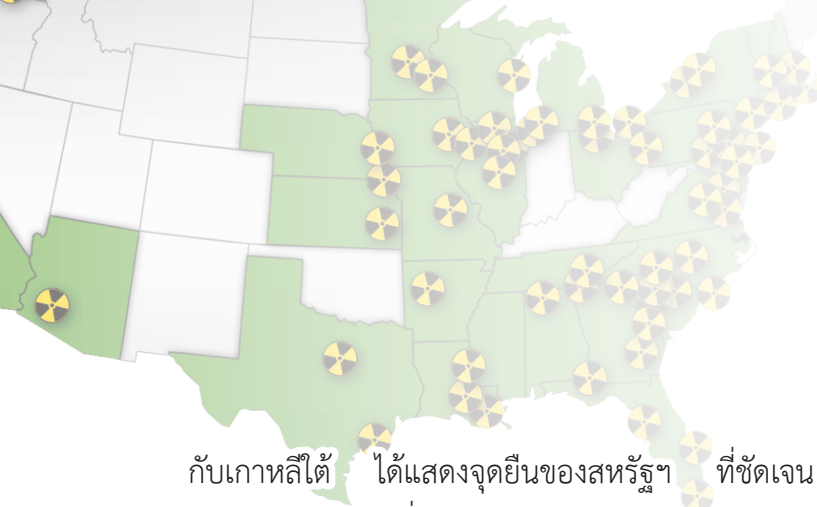 กับเกาหลีใต้ ได้แสดงจุดยืนของสหรัฐฯ ที่ชัดเจน